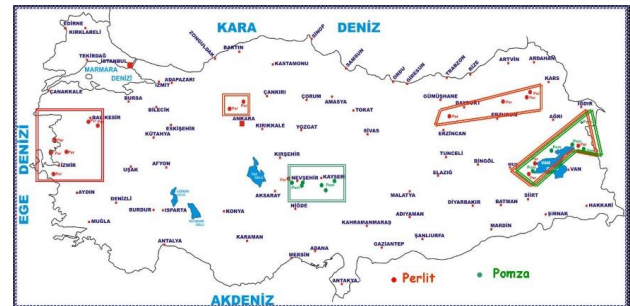 KARA DENİZ
EDİRNE
KIRKLARELİ
TEKİRDAĞ
İSTANBUL
MARMARA
DENİZİ
ÇANAKKALE
İZMİT
ADAPAZARI
ZONGULDAK
BARTIN
KASTAMONU
SİNOP
SAMSUN
ORDU
GİRESUN
TRABZON
RİZE
ARTVİN
ARDAHAN
KARS
IĞDIR
BURSA
BİLECİK
BALIKESİR
KÜTAHYA
ESKİŞEHİR
ÇANKIRI
ÇORUM
AMASYA
TOKAT
ANKARA
KIRIKKALE
YOZGAT
SİVAS
GÜMÜŞHANE
BAYBURT
ERZİNCAN
ERZURUM
AĞRI
EGE DENİZİ
İZMİR
UŞAK
AFYON
KIRŞEHİR
NEVŞEHİR
KAYSERİ
TUNCELİ
BİNGÖL
MUŞ
VAN
ELAZIĞ
AYDIN
DENİZLİ
BURDUR
ISPARTA
KONYA
AKSARAY
NİĞDE
MALATYA
DİYARBAKIR
BATMAN
SİİRT
ŞIRNAK
HAKKARİ
MUĞLA
ANTALYA
KARAMAN
MERSİN
ADANA
KAHRAMANMARAŞ
ADIYAMAN
GAZİANTEP
ŞANLIURFA
MARDİN
ANTAKYA
AKDENİZ
Perlit
Pomza